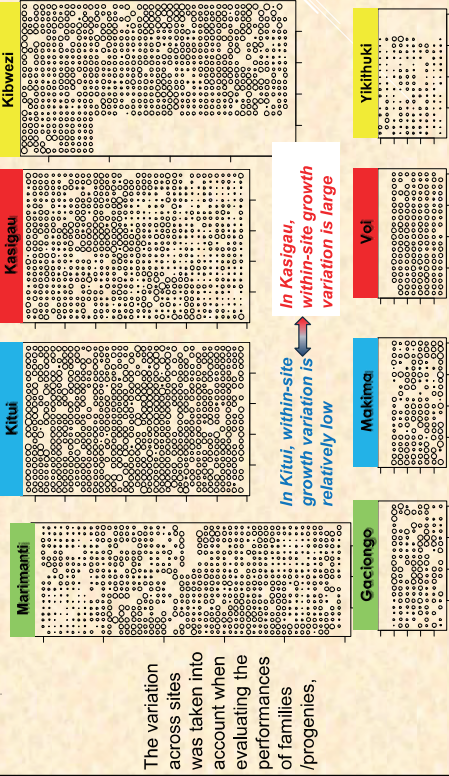 Marimanti
Kitui
Kasigau
Kibwezi
The variation
across sites
was taken into
account when
evaluating the
performances
of families
/progenies,
In Kitui, within-site
growth variation is
relatively low
In Kasigau,
within-site growth
variation is large
Gaciongo
Makima
Voi
Yikithuki